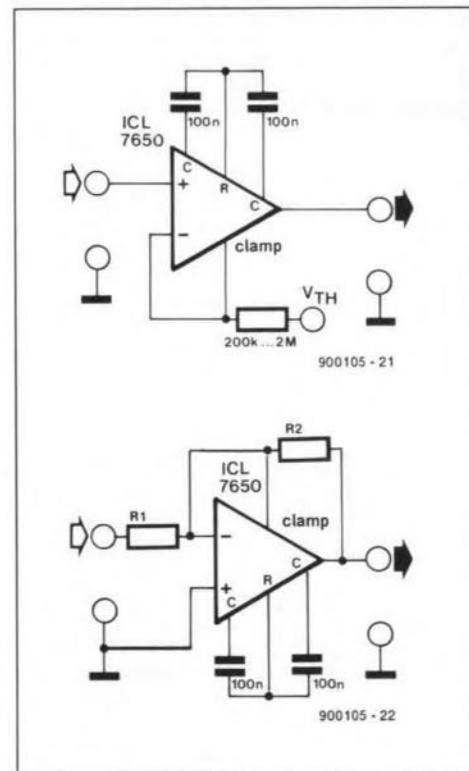 ICL
7650
100n
100n
C
R
C
+
−
clamp
V_TH
200k ... 2M
900105 - 21
R2
ICL
7650
clamp
R1
−
+
C
R
C
100n
100n
900105 - 22